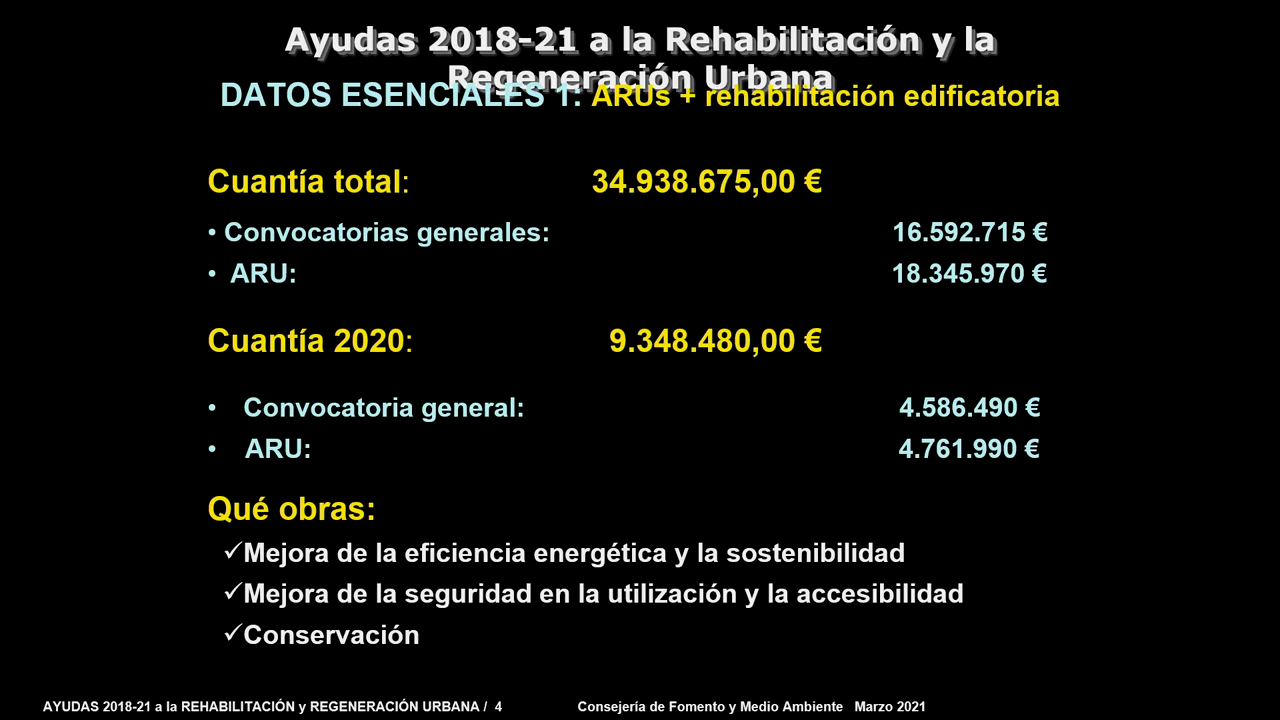 Ayudas 2018-21 a la Rehabilitación y la
Regeneración Urbana
DATOS ESENCIALES 1: ARUs + rehabilitación edificatoria
Cuantía total: 34.938.675,00 €
• Convocatorias generales: 16.592.715 €
• ARU: 18.345.970 €
Cuantía 2020: 9.348.480,00 €
• Convocatoria general: 4.586.490 €
• ARU: 4.761.990 €
Qué obras:
✓Mejora de la eficiencia energética y la sostenibilidad
✓Mejora de la seguridad en la utilización y la accesibilidad
✓Conservación
AYUDAS 2018-21 a la REHABILITACIÓN y REGENERACIÓN URBANA / 4 Consejería de Fomento y Medio Ambiente Marzo 2021